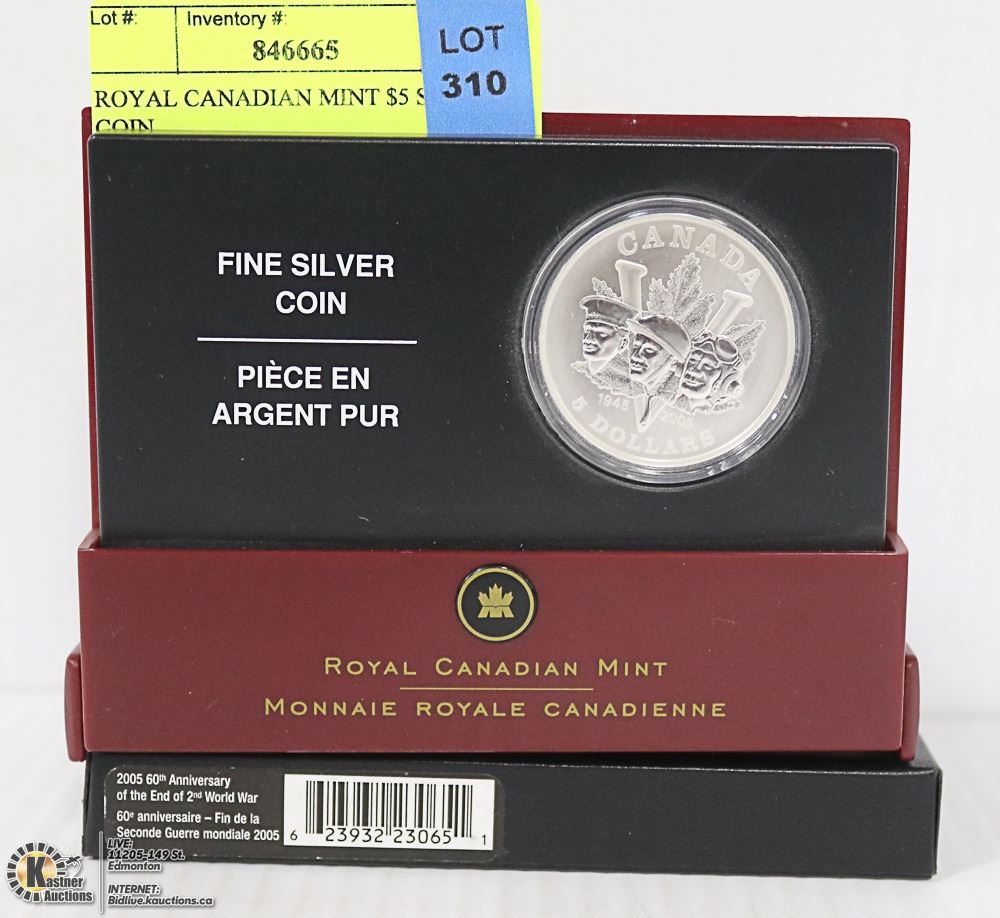 Lot #:
Inventory #:
846665
LOT
310
ROYAL CANADIAN MINT $5 S
COIN
FINE SILVER
COIN
PIÈCE EN
ARGENT PUR
CANADA
1945 2005
5 DOLLARS
ROYAL CANADIAN MINT
MONNAIE ROYALE CANADIENNE
2005 60th Anniversary
of the End of 2nd World War
60e anniversaire – Fin de la
Seconde Guerre mondiale 2005
6 23932 23065 1
Kastner
Auctions
LIVE:
11205-149 St.
Edmonton
INTERNET:
Bidlive.kauctions.ca